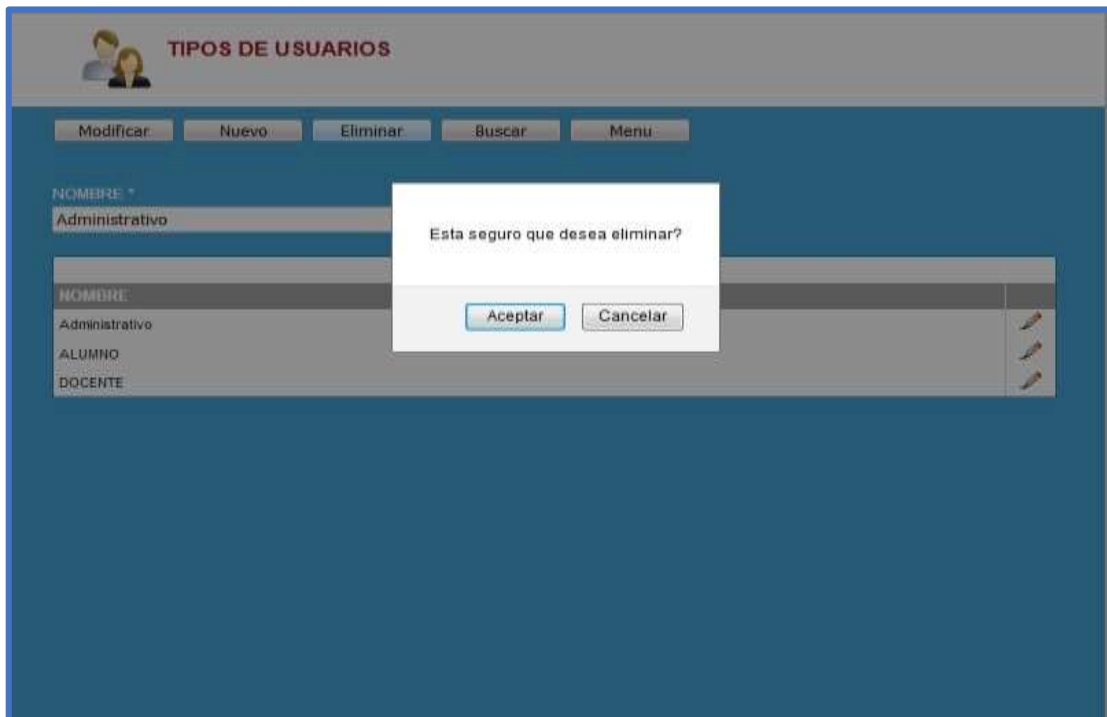 TIPOS DE USUARIOS
Modificar Nuevo Eliminar Buscar Menu
NOMBRE *
Administrativo
Esta seguro que desea eliminar?
Aceptar Cancelar
NOMBRE
Administrativo
ALUMNO
DOCENTE